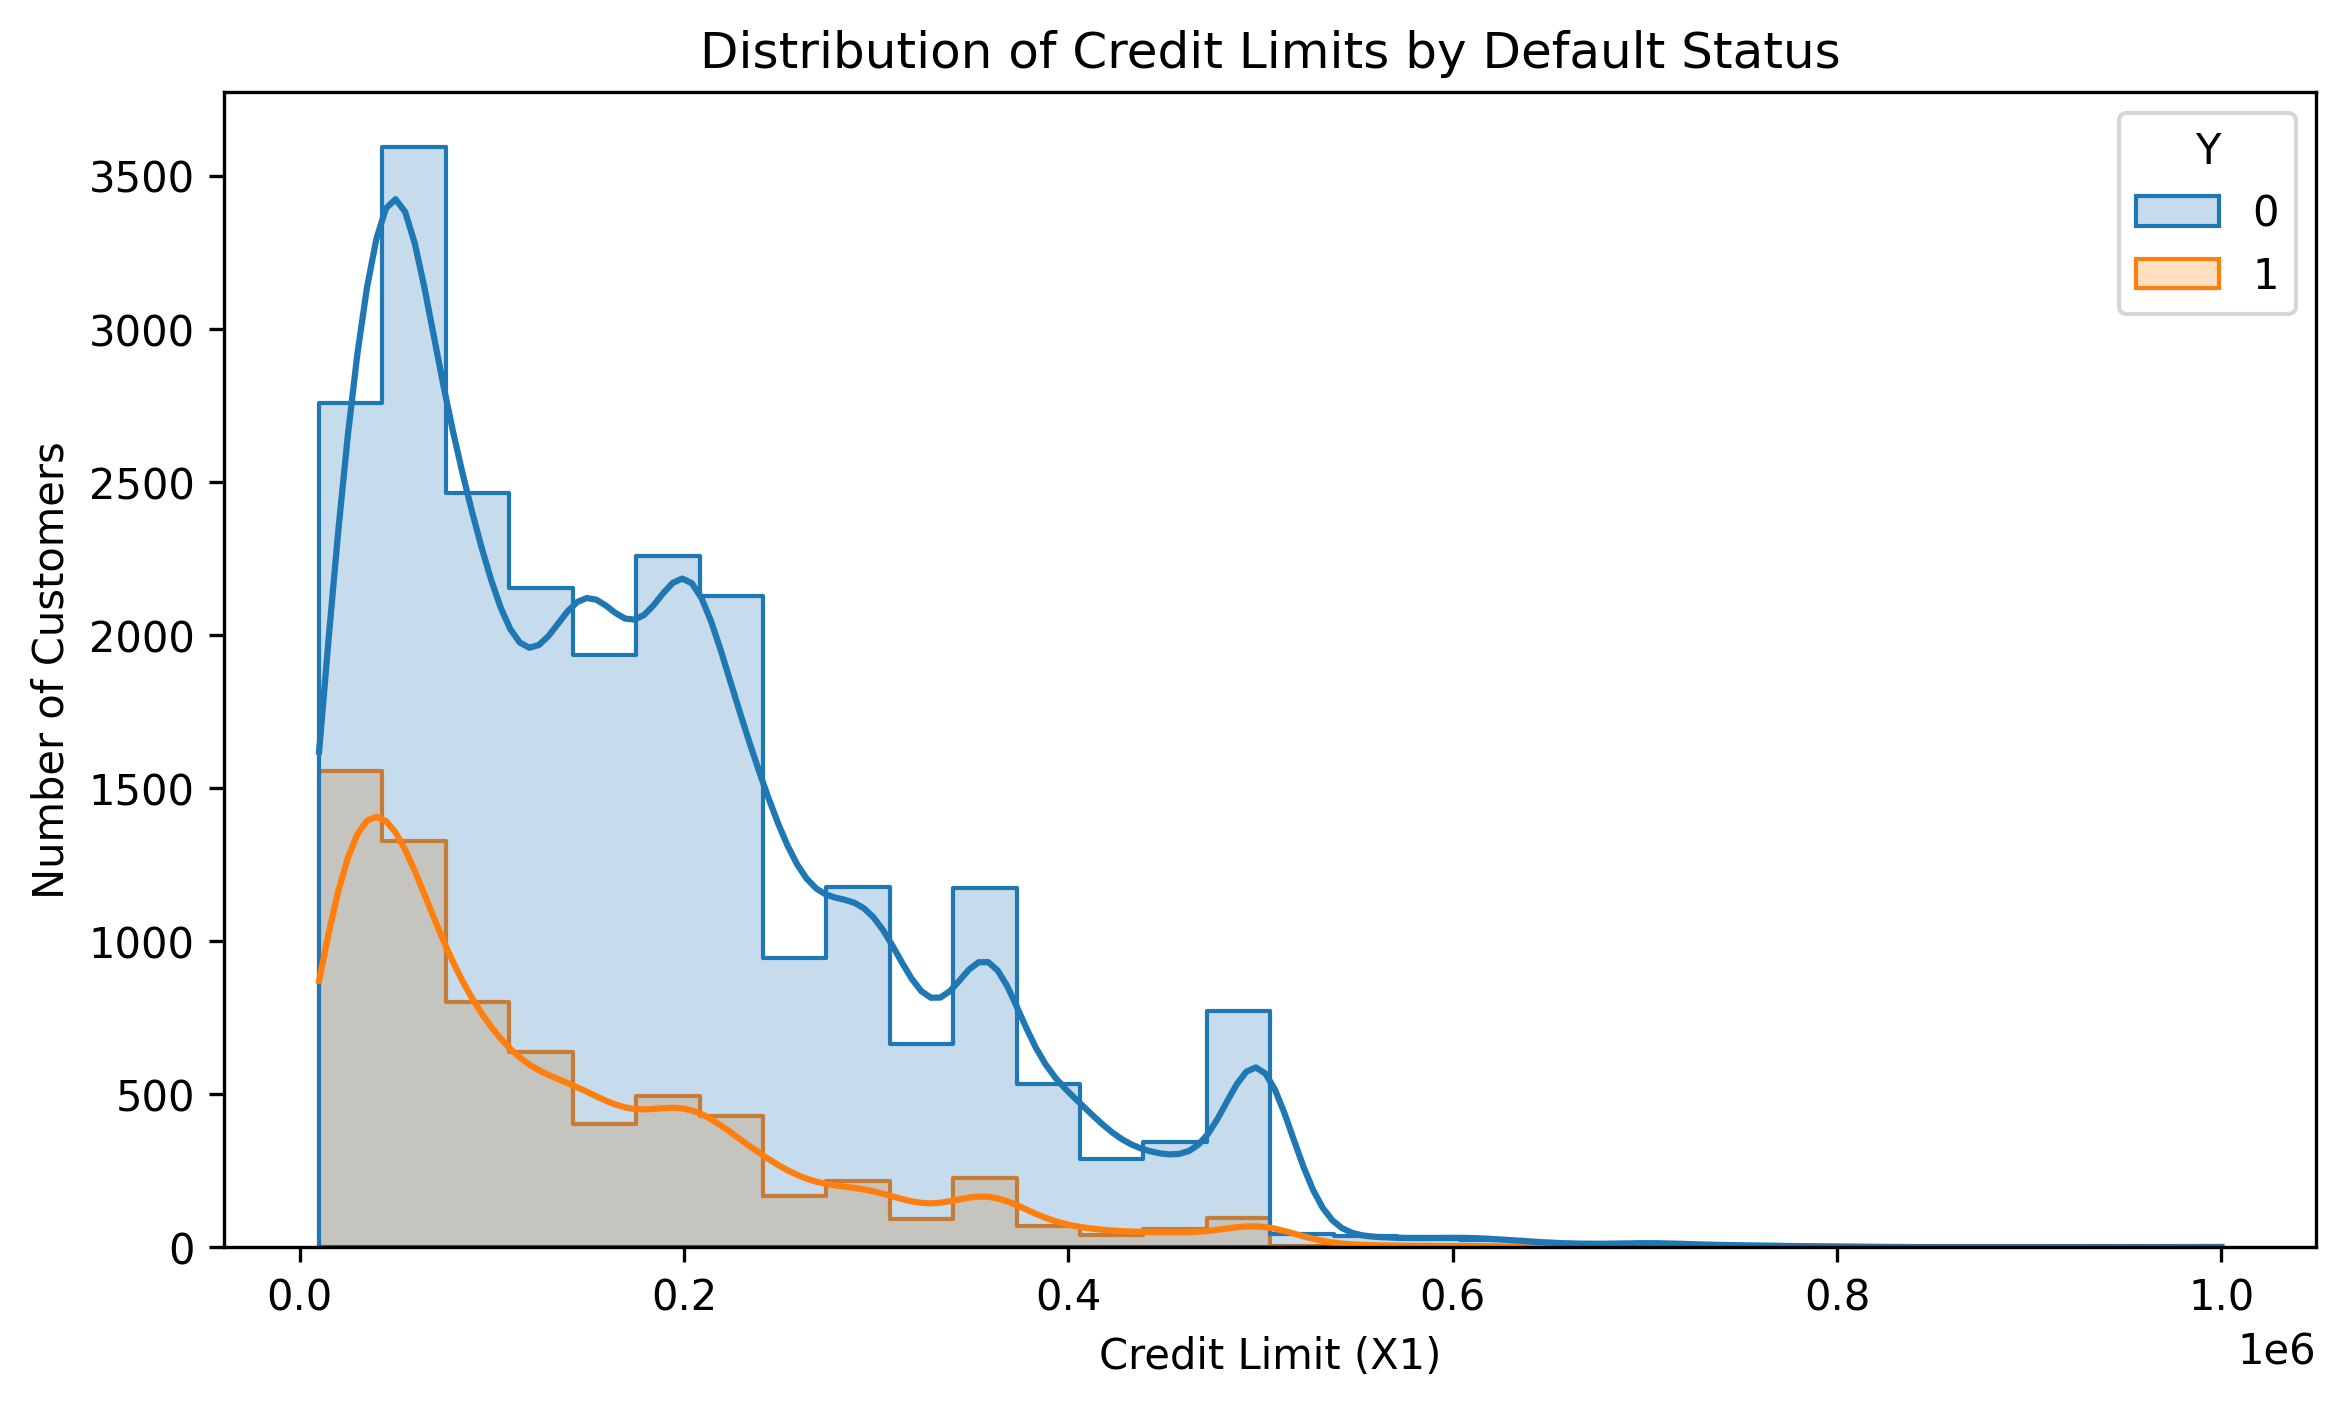 Distribution of Credit Limits by Default Status
Y
0
1
3500
3000
2500
2000
1500
1000
500
0
Number of Customers
0.0 0.2 0.4 0.6 0.8 1.0
1e6
Credit Limit (X1)